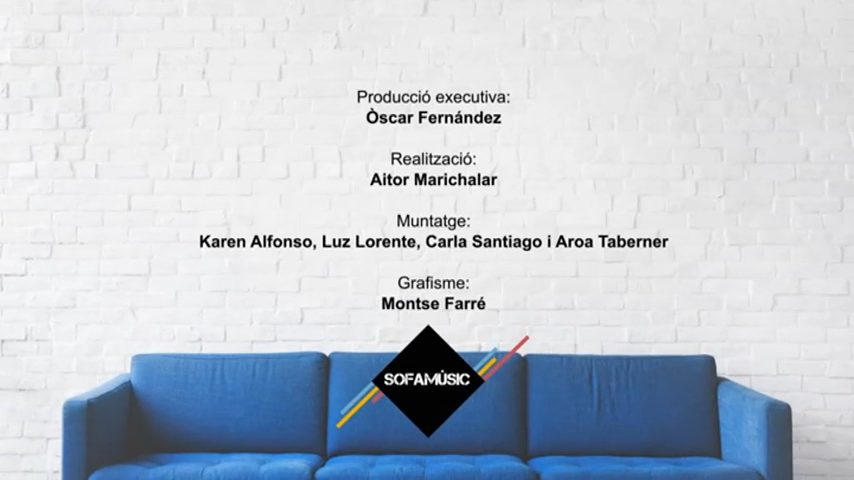 Producció executiva:
Òscar Fernández
Realització:
Aitor Marichalar
Muntatge:
Karen Alfonso, Luz Lorente, Carla Santiago i Aroa Taberner
Grafisme:
Montse Farré
SOFAMÚSIC